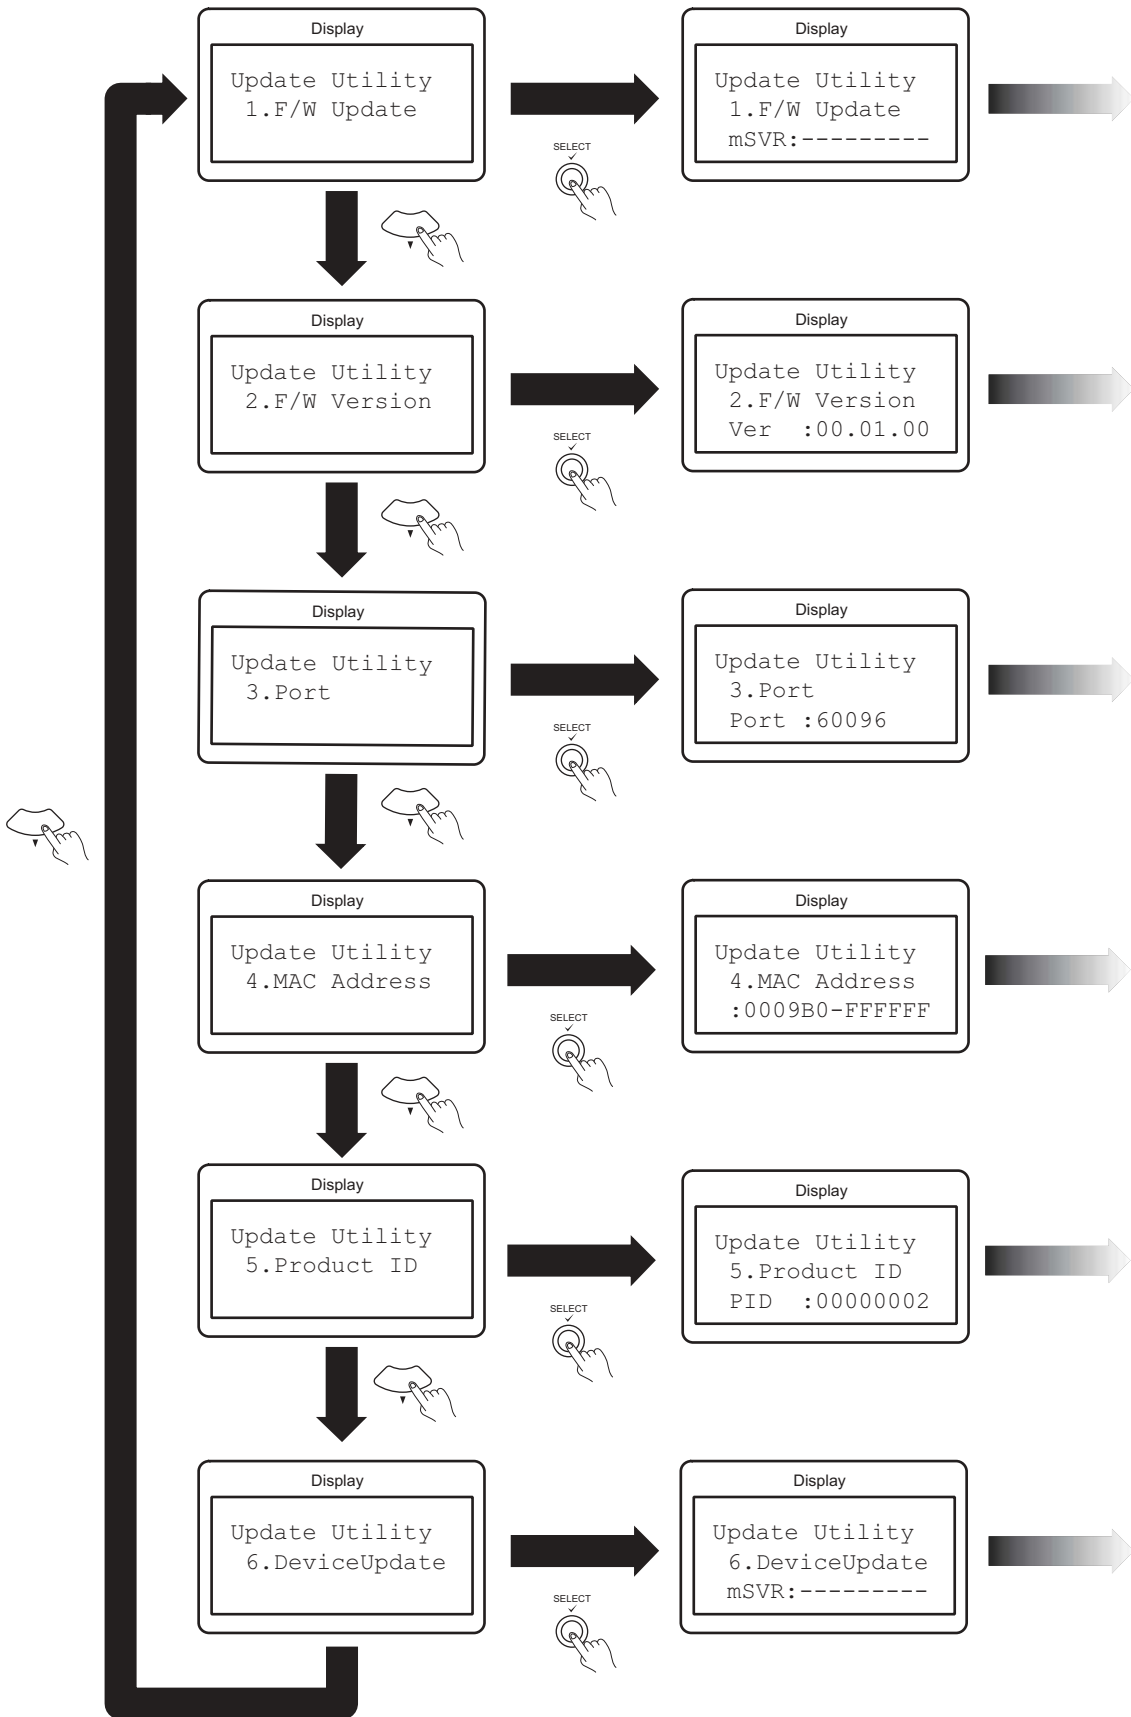 Display
Update Utility
1.F/W Update
SELECT
Display
Update Utility
1.F/W Update
mSVR:---------
Display
Update Utility
2.F/W Version
SELECT
Display
Update Utility
2.F/W Version
Ver :00.01.00
Display
Update Utility
3.Port
SELECT
Display
Update Utility
3.Port
Port :60096
Display
Update Utility
4.MAC Address
SELECT
Display
Update Utility
4.MAC Address
:0009B0-FFFFFF
Display
Update Utility
5.Product ID
SELECT
Display
Update Utility
5.Product ID
PID :00000002
Display
Update Utility
6.DeviceUpdate
SELECT
Display
Update Utility
6.DeviceUpdate
mSVR:---------